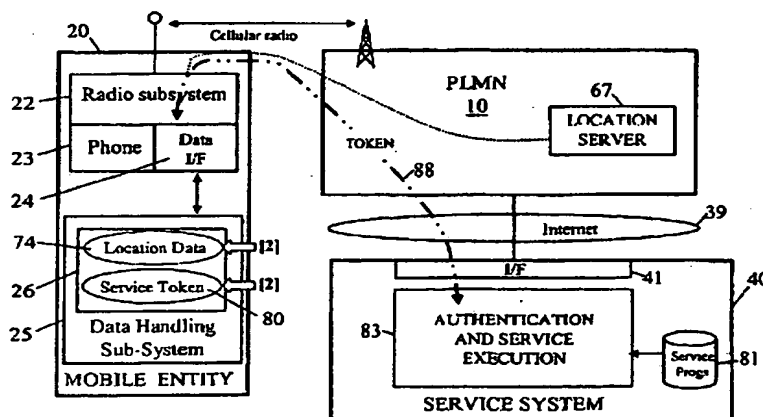 20
Cellular radio
22
Radio subsystem
23
Phone
Data
I/F
24
PLMN
10
67
LOCATION
SERVER
TOKEN
88
39
Internet
74
Location Data
[2]
26
Service Token
[2]
80
25
Data Handling
Sub-System
MOBILE ENTITY
I/F
41
40
83
AUTHENTICATION
AND SERVICE
EXECUTION
Service
Progs
81
SERVICE SYSTEM